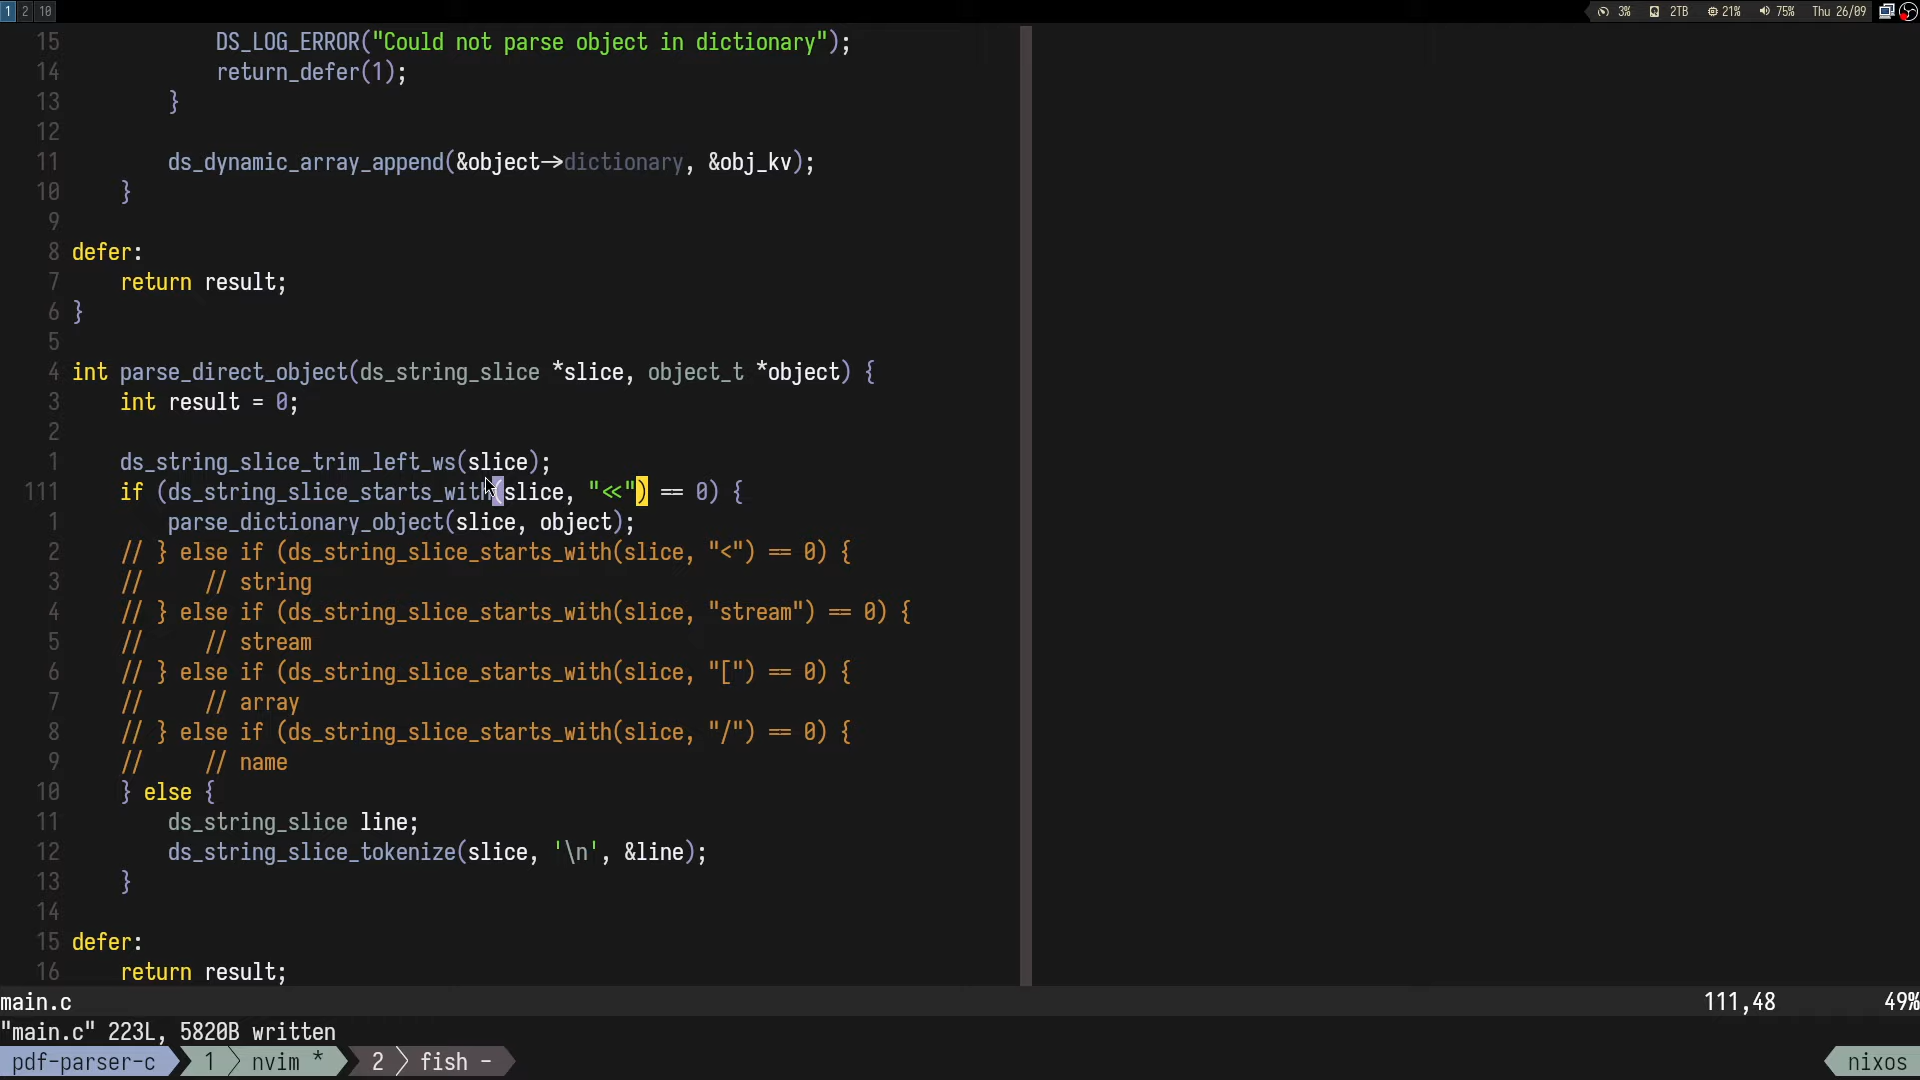 1 2 10 3% 2TB 21% 75% Thu 26/09
15 DS_LOG_ERROR("Could not parse object in dictionary");
14 return_defer(1);
13 }
12
11 ds_dynamic_array_append(&object->dictionary, &obj_kv);
10 }
9
8 defer:
7 return result;
6 }
5
4 int parse_direct_object(ds_string_slice *slice, object_t *object) {
3 int result = 0;
2
1 ds_string_slice_trim_left_ws(slice);
111 if (ds_string_slice_starts_with(slice, "<<") == 0) {
1 parse_dictionary_object(slice, object);
2 // } else if (ds_string_slice_starts_with(slice, "<") == 0) {
3 // // string
4 // } else if (ds_string_slice_starts_with(slice, "stream") == 0) {
5 // // stream
6 // } else if (ds_string_slice_starts_with(slice, "[") == 0) {
7 // // array
8 // } else if (ds_string_slice_starts_with(slice, "/") == 0) {
9 // // name
10 } else {
11 ds_string_slice line;
12 ds_string_slice_tokenize(slice, '\n', &line);
13 }
14
15 defer:
16 return result;
main.c 111,48 49%
"main.c" 223L, 5820B written
pdf-parser-c 1 nvim * 2 fish - nixos